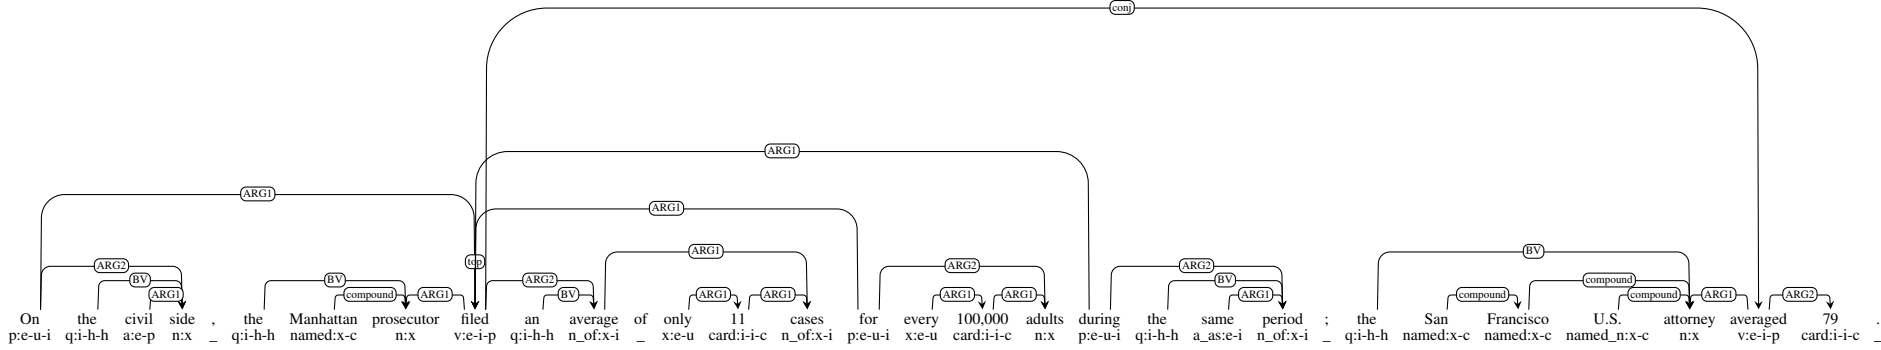 conj
ARG1
ARG1
ARG1
ARG1 BV
top
ARG2 ARG2 ARG2 ARG2
BV BV BV compound
ARG1 compound ARG1 BV ARG1 ARG1 ARG1 ARG1 ARG1 compound compound ARG1 ARG2
On the civil side , the Manhattan prosecutor filed an average of only 11 cases for every 100,000 adults during the same period ; the San Francisco U.S. attorney averaged 79 .
p:e-u-i q:i-h-h a:e-p n:x _ q:i-h-h named:x-c n:x v:e-i-p q:i-h-h n_of:x-i _ x:e-u card:i-i-c n_of:x-i p:e-u-i x:e-u card:i-i-c n:x p:e-u-i q:i-h-h a_as:e-i n_of:x-i _ q:i-h-h named:x-c named:x-c named_n:x-c n:x v:e-i-p card:i-i-c _